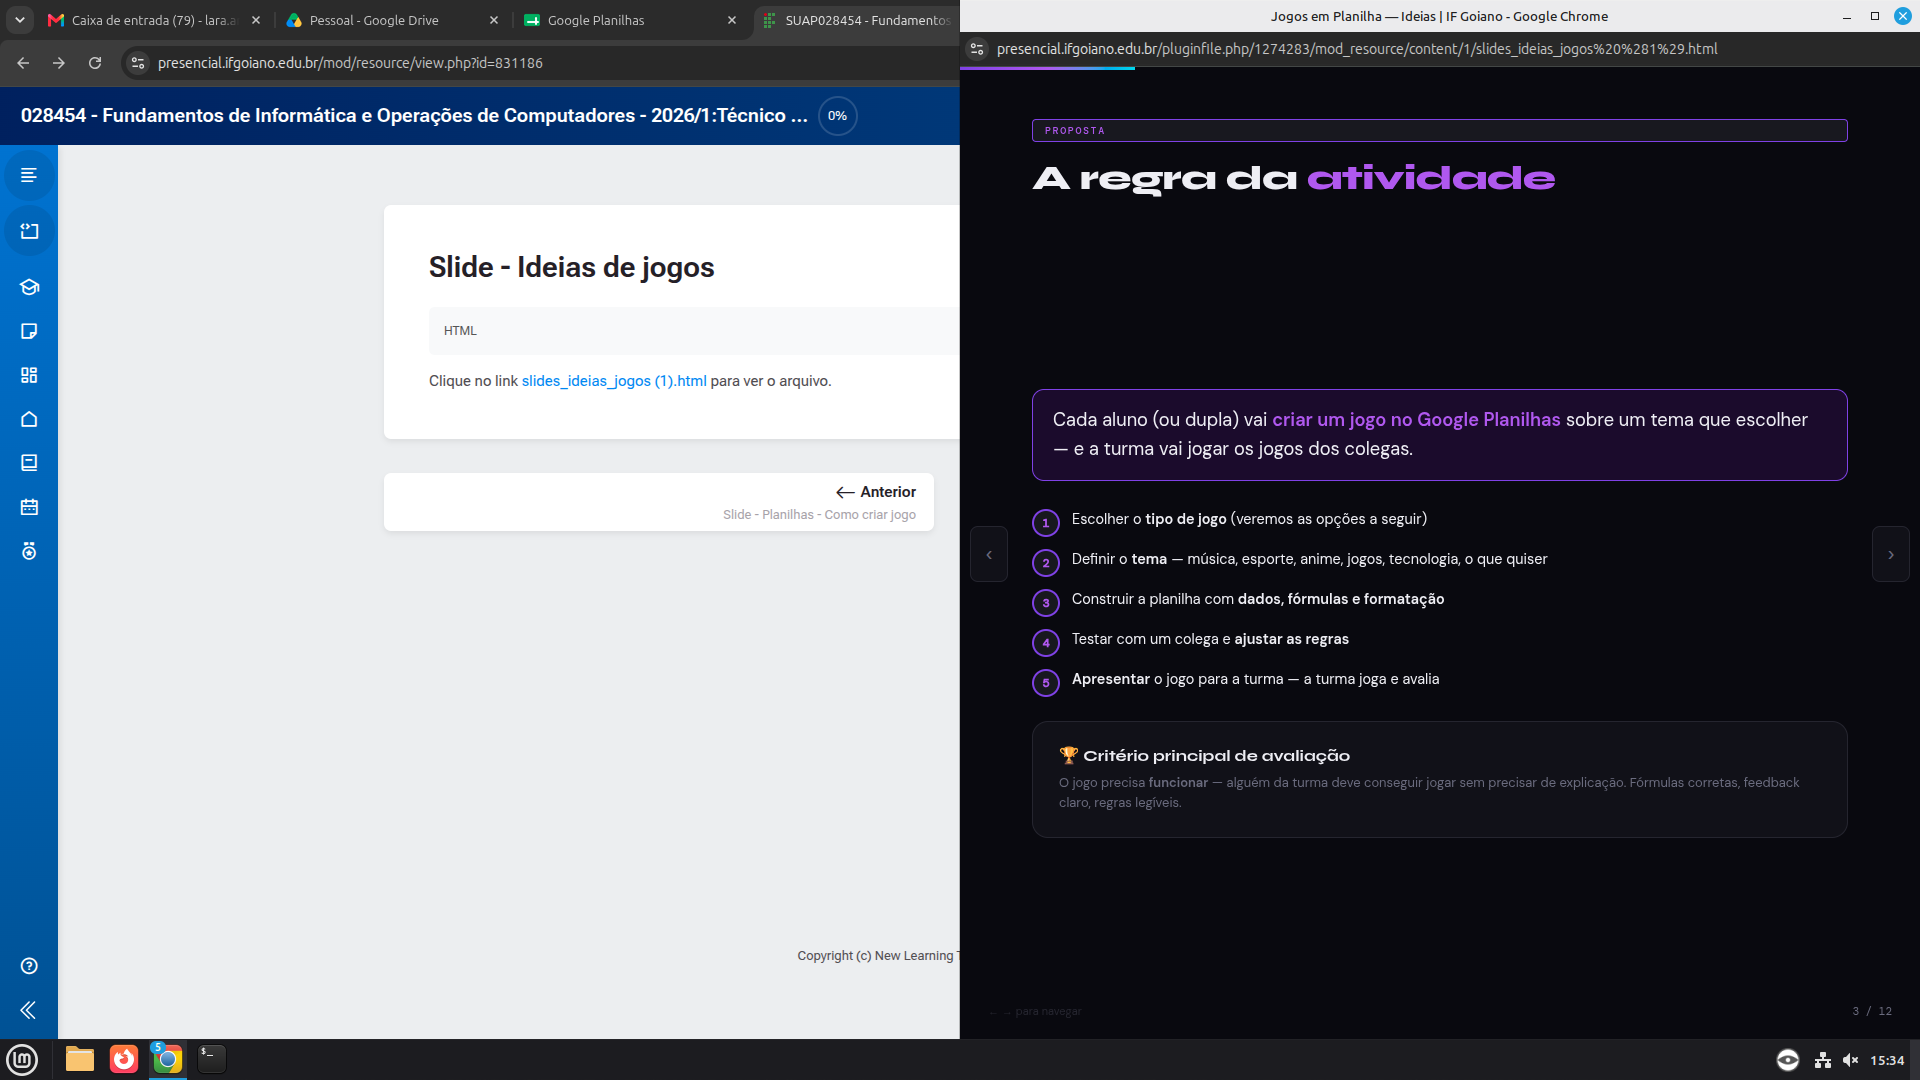 Caixa de entrada (79) - lara.a
Pessoal - Google Drive
Google Planilhas
SUAP028454 - Fundamentos
presencial.ifgoiano.edu.br/mod/resource/view.php?id=831186
028454 - Fundamentos de Informática e Operações de Computadores - 2026/1:Técnico ...
0%
Slide - Ideias de jogos
HTML
Clique no link slides_ideias_jogos (1).html para ver o arquivo.
← Anterior
Slide - Planilhas - Como criar jogo
Copyright (c) New Learning T
Jogos em Planilha — Ideias | IF Goiano - Google Chrome
presencial.ifgoiano.edu.br/pluginfile.php/1274283/mod_resource/content/1/slides_ideias_jogos%20%281%29.html
PROPOSTA
A regra da atividade
Cada aluno (ou dupla) vai criar um jogo no Google Planilhas sobre um tema que escolher
— e a turma vai jogar os jogos dos colegas.
1 Escolher o tipo de jogo (veremos as opções a seguir)
2 Definir o tema — música, esporte, anime, jogos, tecnologia, o que quiser
3 Construir a planilha com dados, fórmulas e formatação
4 Testar com um colega e ajustar as regras
5 Apresentar o jogo para a turma — a turma joga e avalia
🏆 Critério principal de avaliação
O jogo precisa funcionar — alguém da turma deve conseguir jogar sem precisar de explicação. Fórmulas corretas, feedback
claro, regras legíveis.
← → para navegar
3 / 12
5
15:34